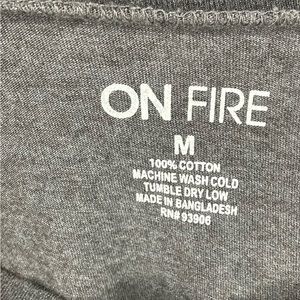 ON FIRE
M
100% COTTON
MACHINE WASH COLD
TUMBLE DRY LOW
MADE IN BANGLADESH
RN# 93906